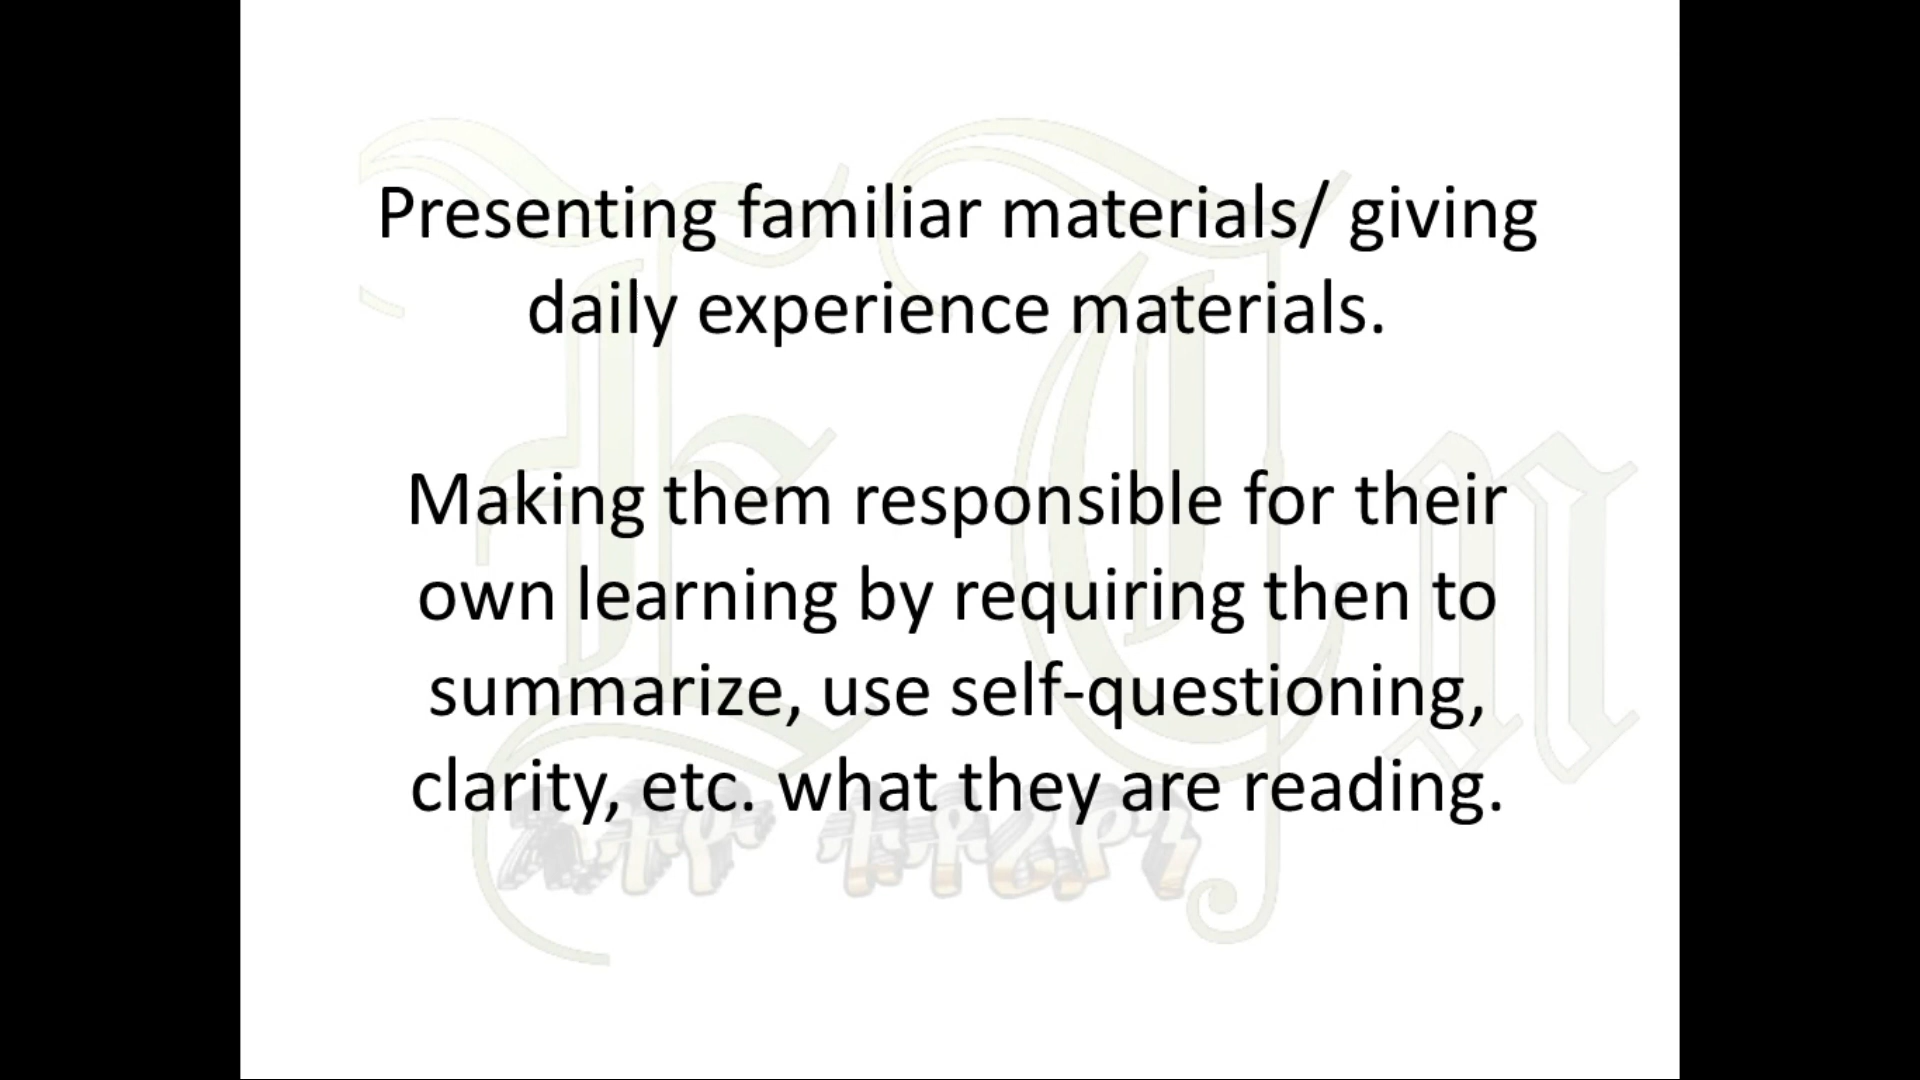 Presenting familiar materials/ giving
daily experience materials.
Making them responsible for their
own learning by requiring then to
summarize, use self-questioning,
clarity, etc. what they are reading.